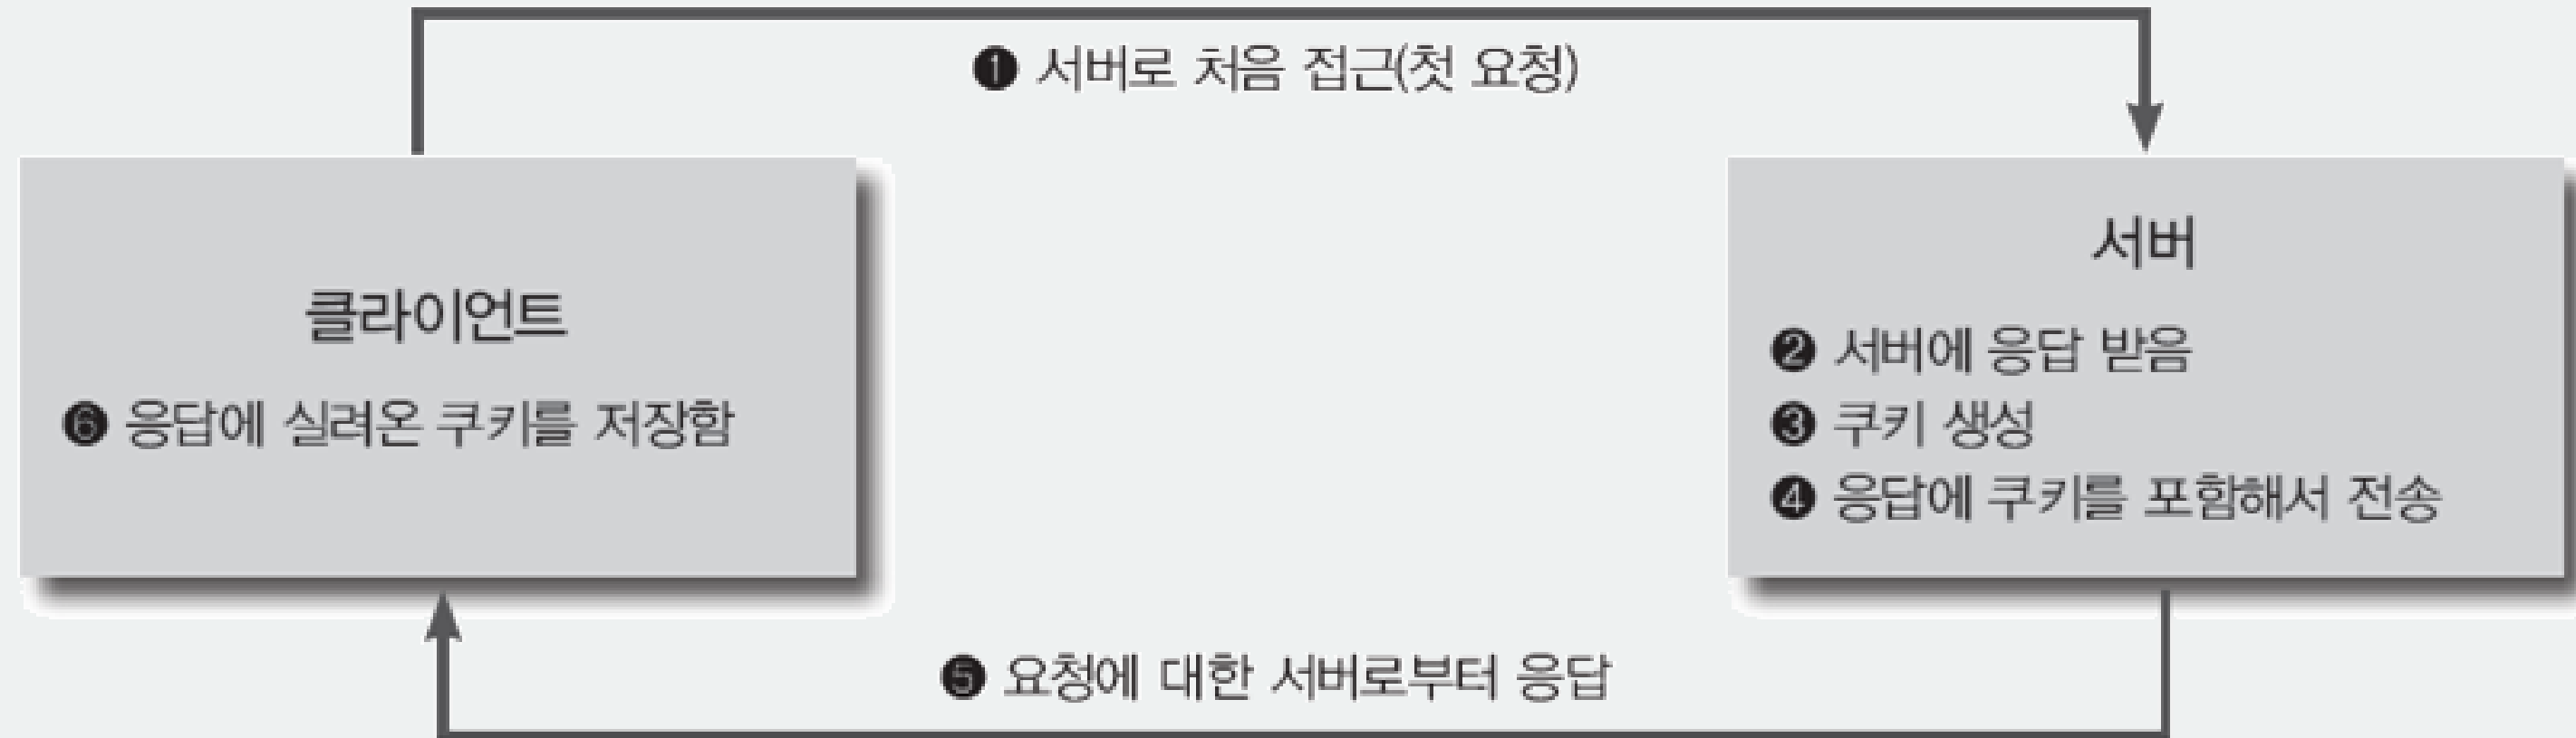 ❶ 서버로 처음 접근(첫 요청)
클라이언트
❻ 응답에 실려온 쿠키를 저장함
서버
❷ 서버에 응답 받음
❸ 쿠키 생성
❹ 응답에 쿠키를 포함해서 전송
❺ 요청에 대한 서버로부터 응답